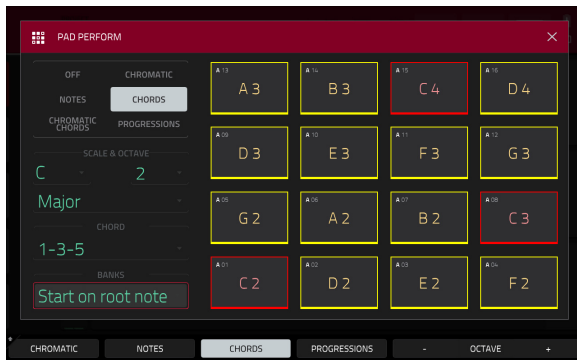 PAD PERFORM
OFF
CHROMATIC
NOTES
CHORDS
CHROMATIC
CHORDS
PROGRESSIONS
SCALE & OCTAVE
C
2
Major
CHORD
1-3-5
BANKS
Start on root note
A 13
A 3
A 14
B 3
A 15
C 4
A 16
D 4
A 09
D 3
A 10
E 3
A 11
F 3
A 12
G 3
A 05
G 2
A 06
A 2
A 07
B 2
A 08
C 3
A 01
C 2
A 02
D 2
A 03
E 2
A 04
F 2
CHROMATIC
NOTES
CHORDS
PROGRESSIONS
- OCTAVE +